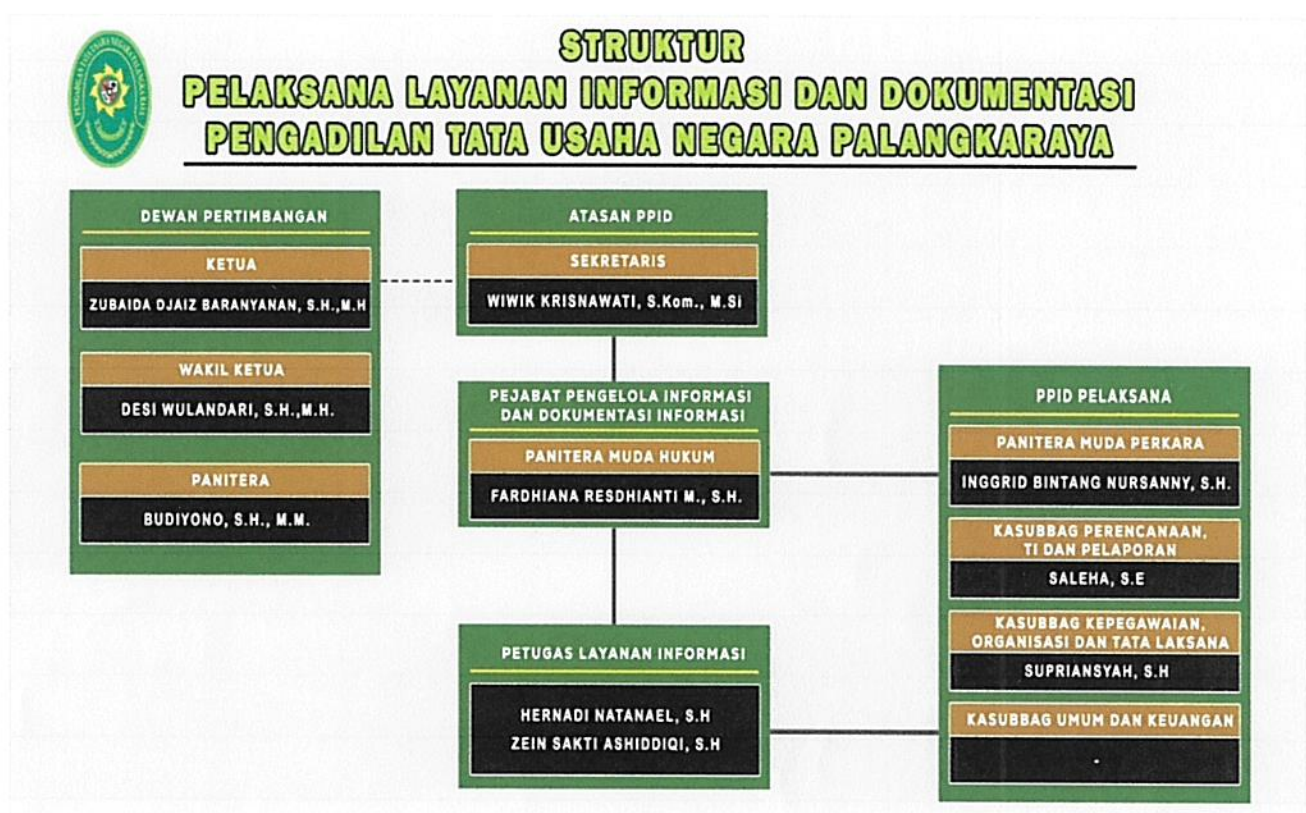 STRUKTUR
PELAKSANA LAYANAN INFORMASI DAN DOKUMENTASI
PENGADILAN TATA USAHA NEGARA PALANGKARAYA
DEWAN PERTIMBANGAN
KETUA
ZUBAIDA DJAIZ BARANYANAN, S.H.,M.H
WAKIL KETUA
DESI WULANDARI, S.H.,M.H.
PANITERA
BUDIYONO, S.H., M.M.
ATASAN PPID
SEKRETARIS
WIWIK KRISNAWATI, S.Kom., M.Si
PEJABAT PENGELOLA INFORMASI
DAN DOKUMENTASI INFORMASI
PANITERA MUDA HUKUM
FARDHIANA RESDHIANTI M., S.H.
PETUGAS LAYANAN INFORMASI
HERNADI NATANAEL, S.H
ZEIN SAKTI ASHIDDIQI, S.H
PPID PELAKSANA
PANITERA MUDA PERKARA
INGGRID BINTANG NURSANNY, S.H.
KASUBBAG PERENCANAAN,
TI DAN PELAPORAN
SALEHA, S.E
KASUBBAG KEPEGAWAIAN,
ORGANISASI DAN TATA LAKSANA
SUPRIANSYAH, S.H
KASUBBAG UMUM DAN KEUANGAN
-